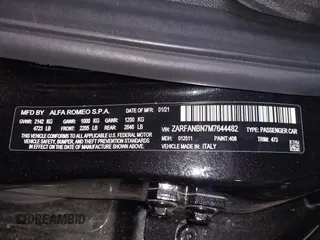 MFD BY: ALFA ROMEO S.P.A. DATE OF MFR: 01/21
GVWR: 2142 KG GAWR: 1000 KG GAWR: 1200 KG
4723 LB FRONT: 2205 LB REAR: 2646 LB
THIS VEHICLE CONFORMS TO ALL APPLICABLE U.S. FEDERAL MOTOR
VEHICLE SAFETY, BUMPER, AND THEFT PREVENTION STANDARDS
IN EFFECT ON THE DATE OF MANUFACTURE SHOWN ABOVE.
VIN: ZARFANBN7M7644482 TYPE: PASSENGER CAR
MDH: 012511 PAINT: 408 TRIM: 473
VEHICLE MADE IN: ITALY
DREAMBID